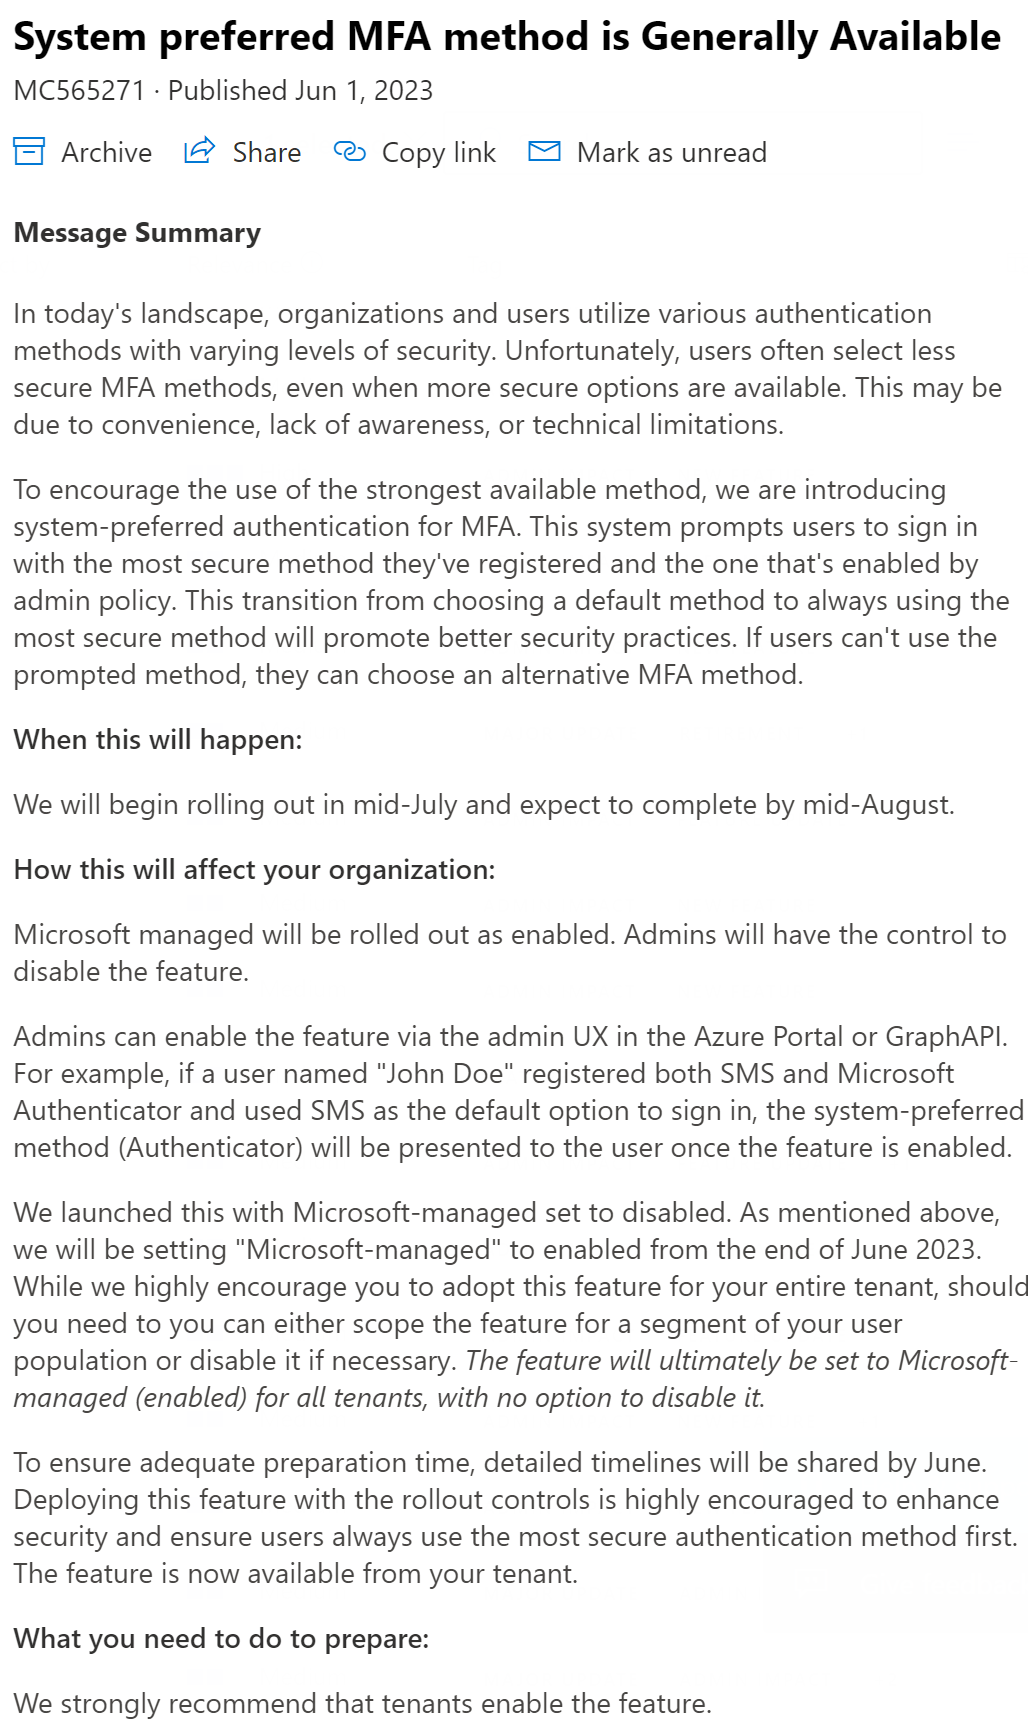 System preferred MFA method is Generally Available
MC565271 · Published Jun 1, 2023
Archive Share Copy link Mark as unread
Message Summary
In today's landscape, organizations and users utilize various authentication
methods with varying levels of security. Unfortunately, users often select less
secure MFA methods, even when more secure options are available. This may be
due to convenience, lack of awareness, or technical limitations.
To encourage the use of the strongest available method, we are introducing
system-preferred authentication for MFA. This system prompts users to sign in
with the most secure method they've registered and the one that's enabled by
admin policy. This transition from choosing a default method to always using the
most secure method will promote better security practices. If users can't use the
prompted method, they can choose an alternative MFA method.
When this will happen:
We will begin rolling out in mid-July and expect to complete by mid-August.
How this will affect your organization:
Microsoft managed will be rolled out as enabled. Admins will have the control to
disable the feature.
Admins can enable the feature via the admin UX in the Azure Portal or GraphAPI.
For example, if a user named "John Doe" registered both SMS and Microsoft
Authenticator and used SMS as the default option to sign in, the system-preferred
method (Authenticator) will be presented to the user once the feature is enabled.
We launched this with Microsoft-managed set to disabled. As mentioned above,
we will be setting "Microsoft-managed" to enabled from the end of June 2023.
While we highly encourage you to adopt this feature for your entire tenant, should
you need to you can either scope the feature for a segment of your user
population or disable it if necessary. The feature will ultimately be set to Microsoft-
managed (enabled) for all tenants, with no option to disable it.
To ensure adequate preparation time, detailed timelines will be shared by June.
Deploying this feature with the rollout controls is highly encouraged to enhance
security and ensure users always use the most secure authentication method first.
The feature is now available from your tenant.
What you need to do to prepare:
We strongly recommend that tenants enable the feature.